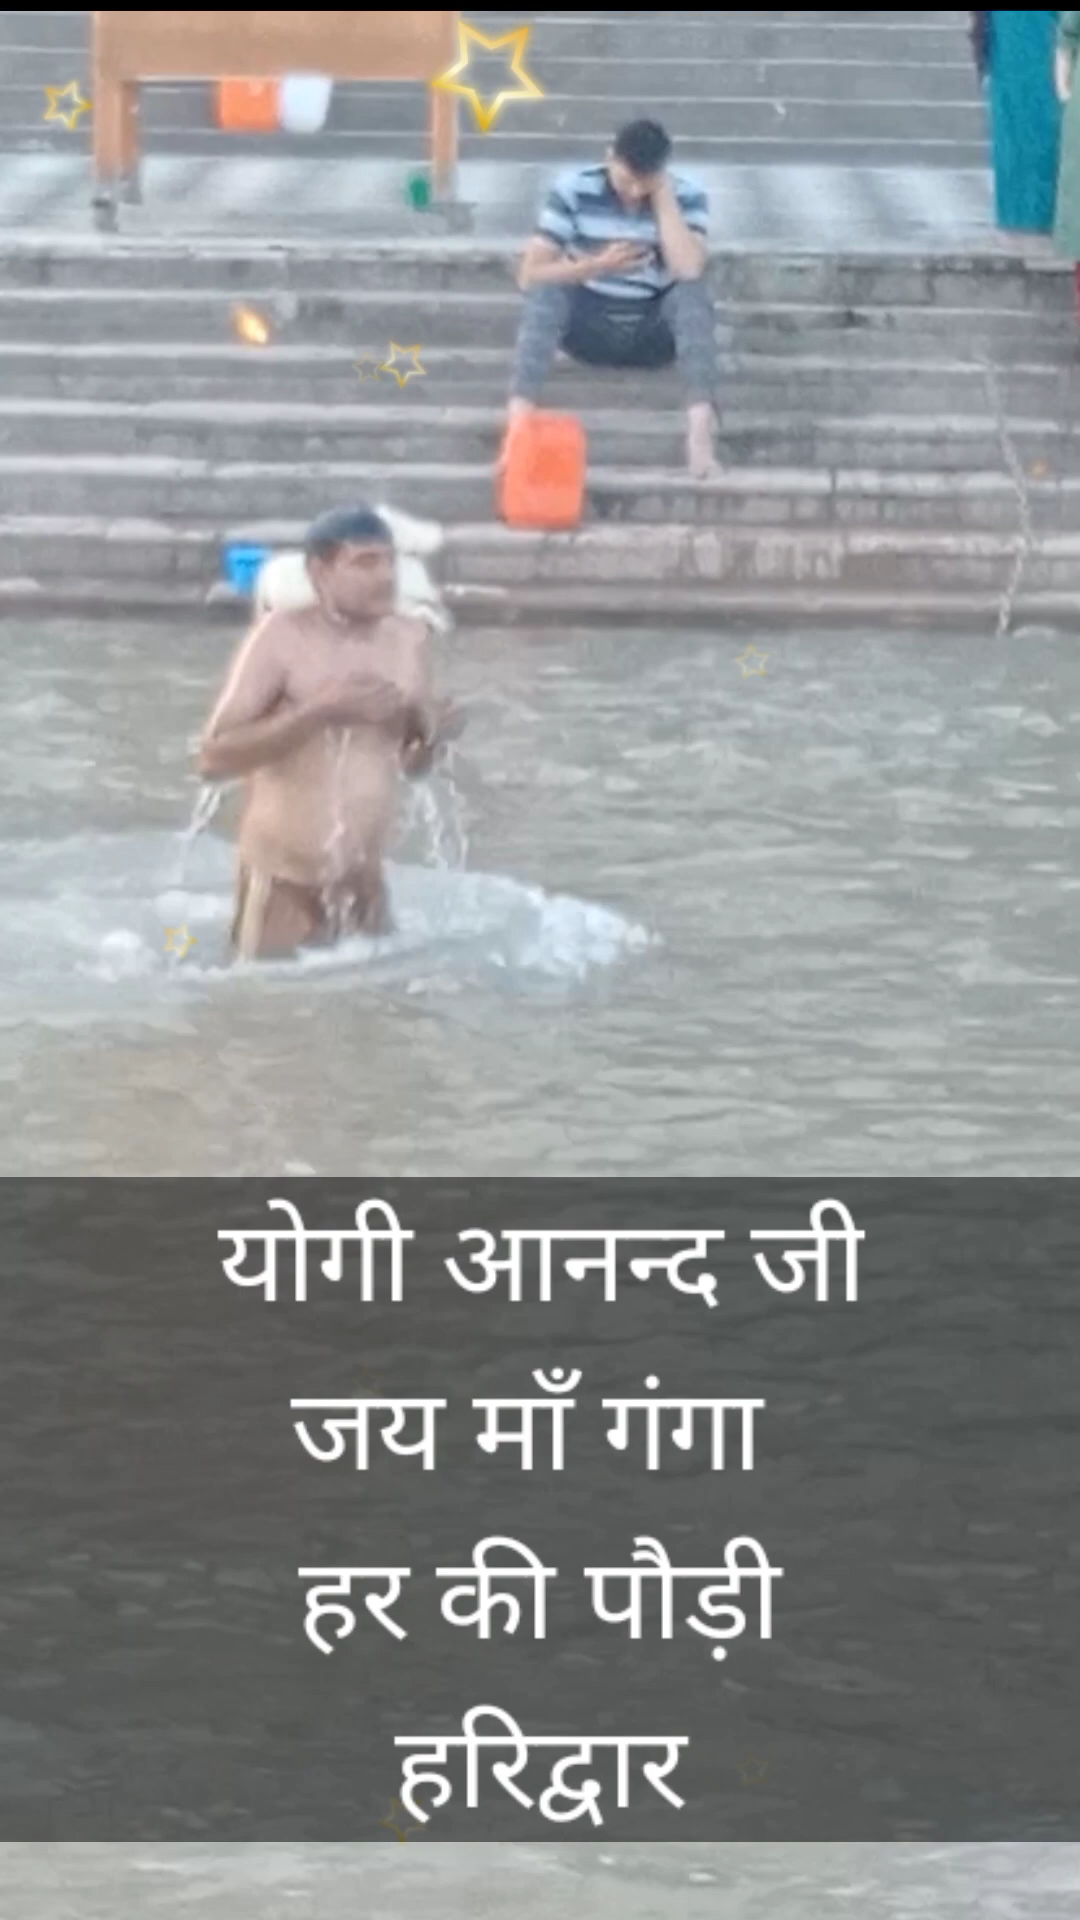 योगी आनन्द जी
जय माँ गंगा
हर की पौड़ी
हरिद्वार